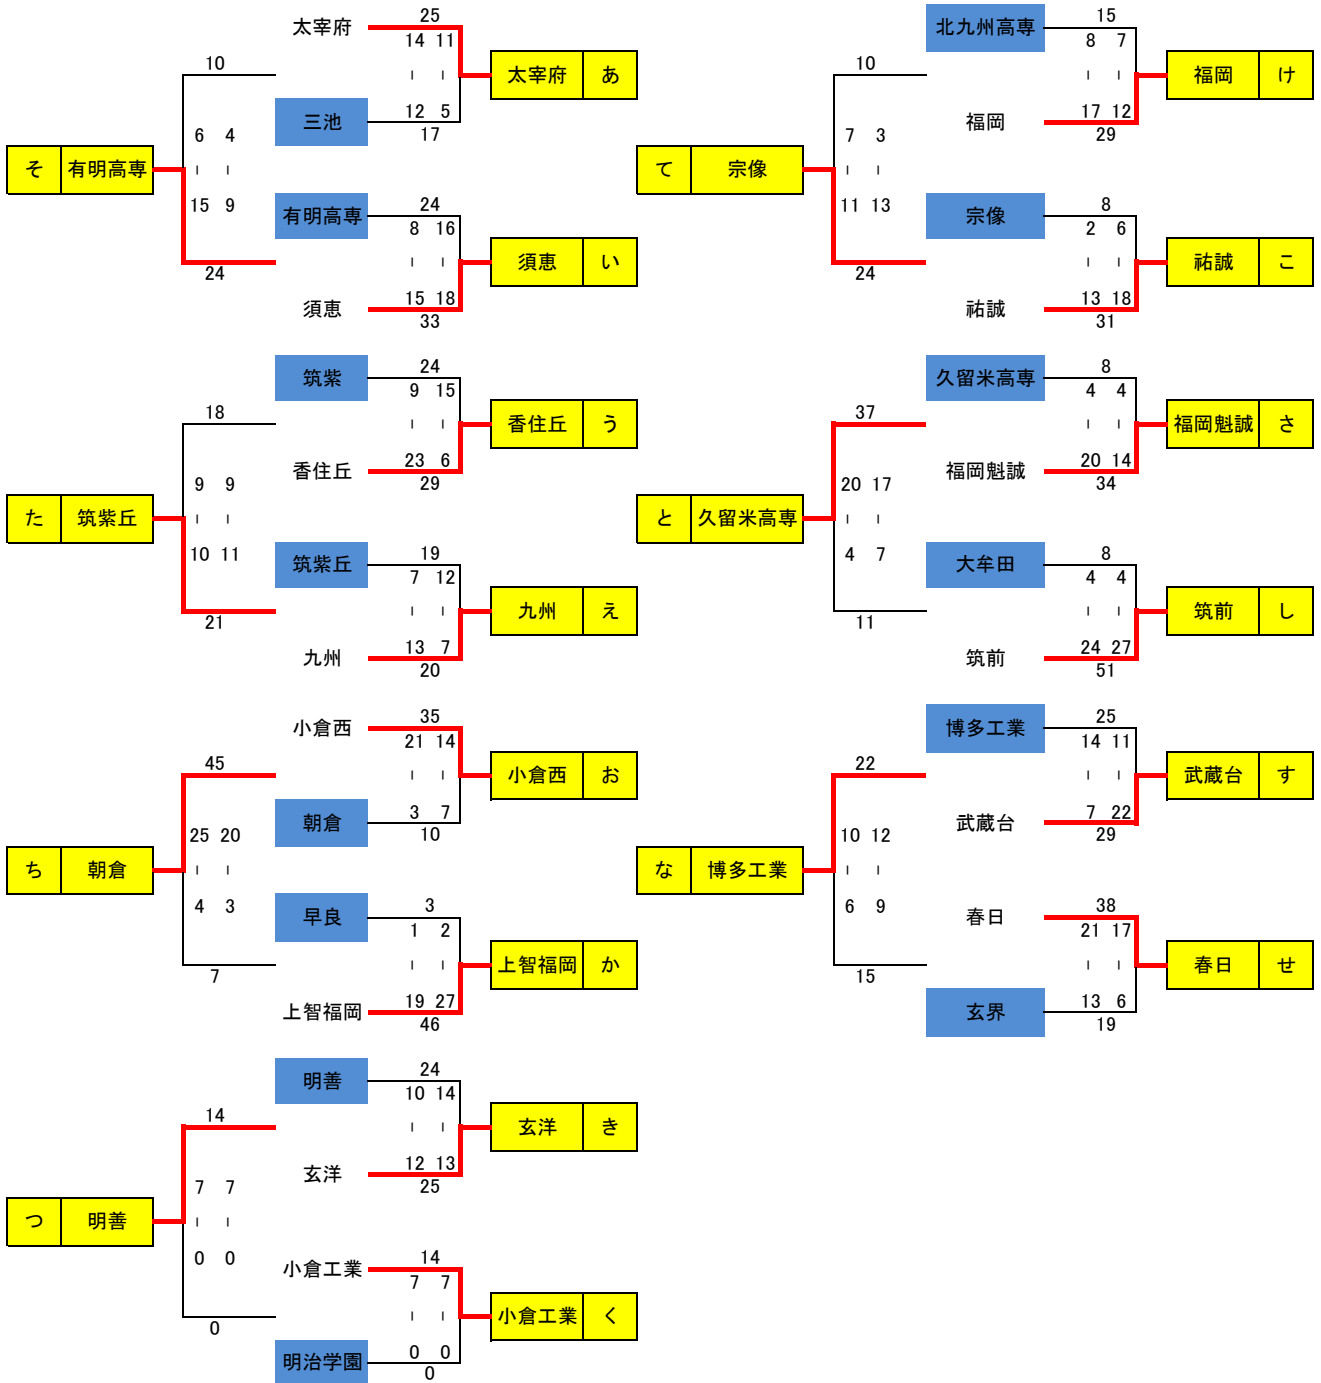 太宰府 25
14 11
10
太宰府 あ
三池 12 5
17
6 4
そ 有明高専
15 9
有明高専 24
8 16
24
須恵 い
須恵 15 18
33
筑紫 24
9 15
18
香住丘 う
香住丘 23 6
29
9 9
た 筑紫丘
10 11
筑紫丘 19
7 12
21
九州 え
九州 13 7
20
小倉西 35
21 14
45
小倉西 お
朝倉 3 7
10
25 20
ち 朝倉
4 3
早良 3
1 2
7
上智福岡 か
上智福岡 19 27
46
明善 24
10 14
14
玄洋 き
玄洋 12 13
25
7 7
つ 明善
0 0
小倉工業 14
7 7
0
小倉工業 く
明治学園 0 0
0
北九州高専 15
8 7
10
福岡 け
福岡 17 12
29
7 3
て 宗像
11 13
宗像 8
2 6
24
祐誠 こ
祐誠 13 18
31
久留米高専 8
4 4
37
福岡魁誠 さ
福岡魁誠 20 14
34
20 17
と 久留米高専
4 7
大牟田 8
4 4
11
筑前 し
筑前 24 27
51
博多工業 25
14 11
22
武蔵台 す
武蔵台 7 22
29
10 12
な 博多工業
6 9
春日 38
21 17
15
春日 せ
玄界 13 6
19